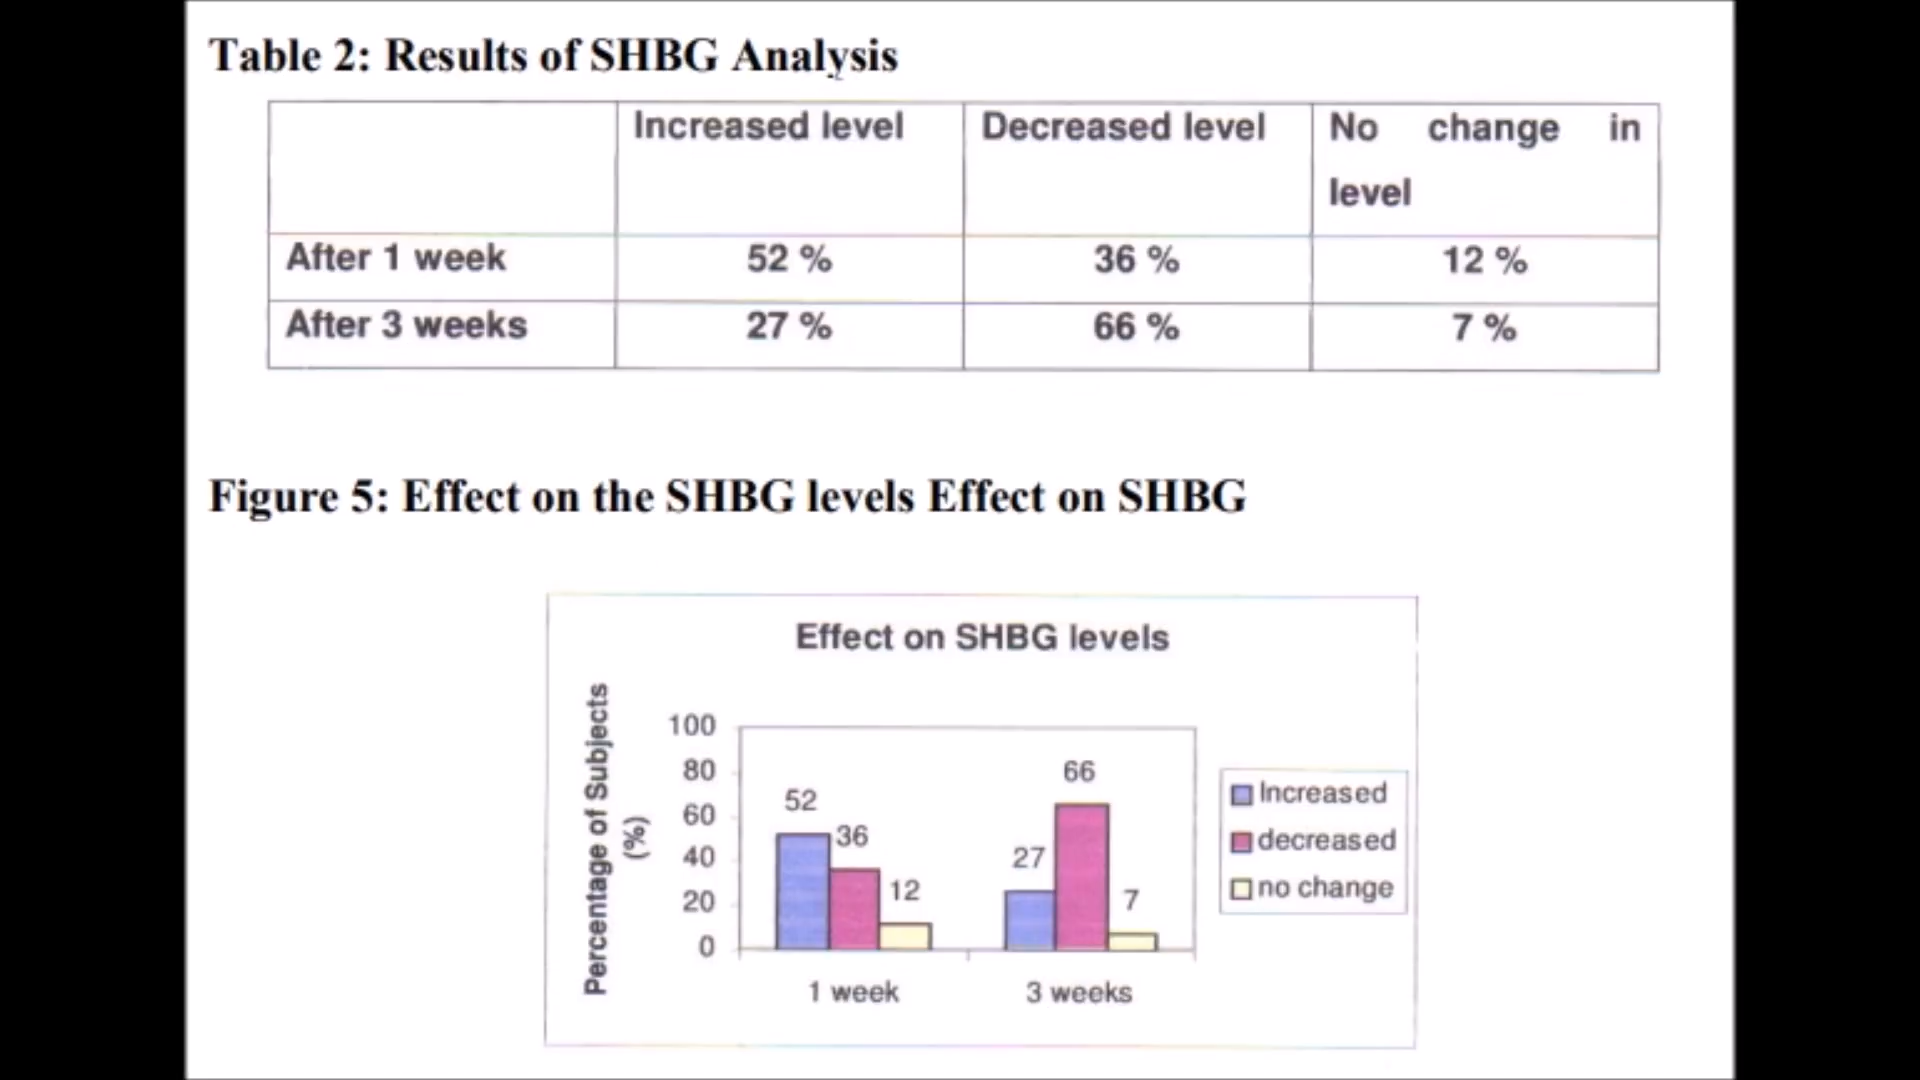 Table 2: Results of SHBG Analysis
Increased level Decreased level No change in
level
After 1 week 52 % 36 % 12 %
After 3 weeks 27 % 66 % 7 %
Figure 5: Effect on the SHBG levels Effect on SHBG
Effect on SHBG levels
Percentage of Subjects
(%)
100
80
60
40
20
0
52
36
12
27
66
7
1 week 3 weeks
Increased
decreased
no change